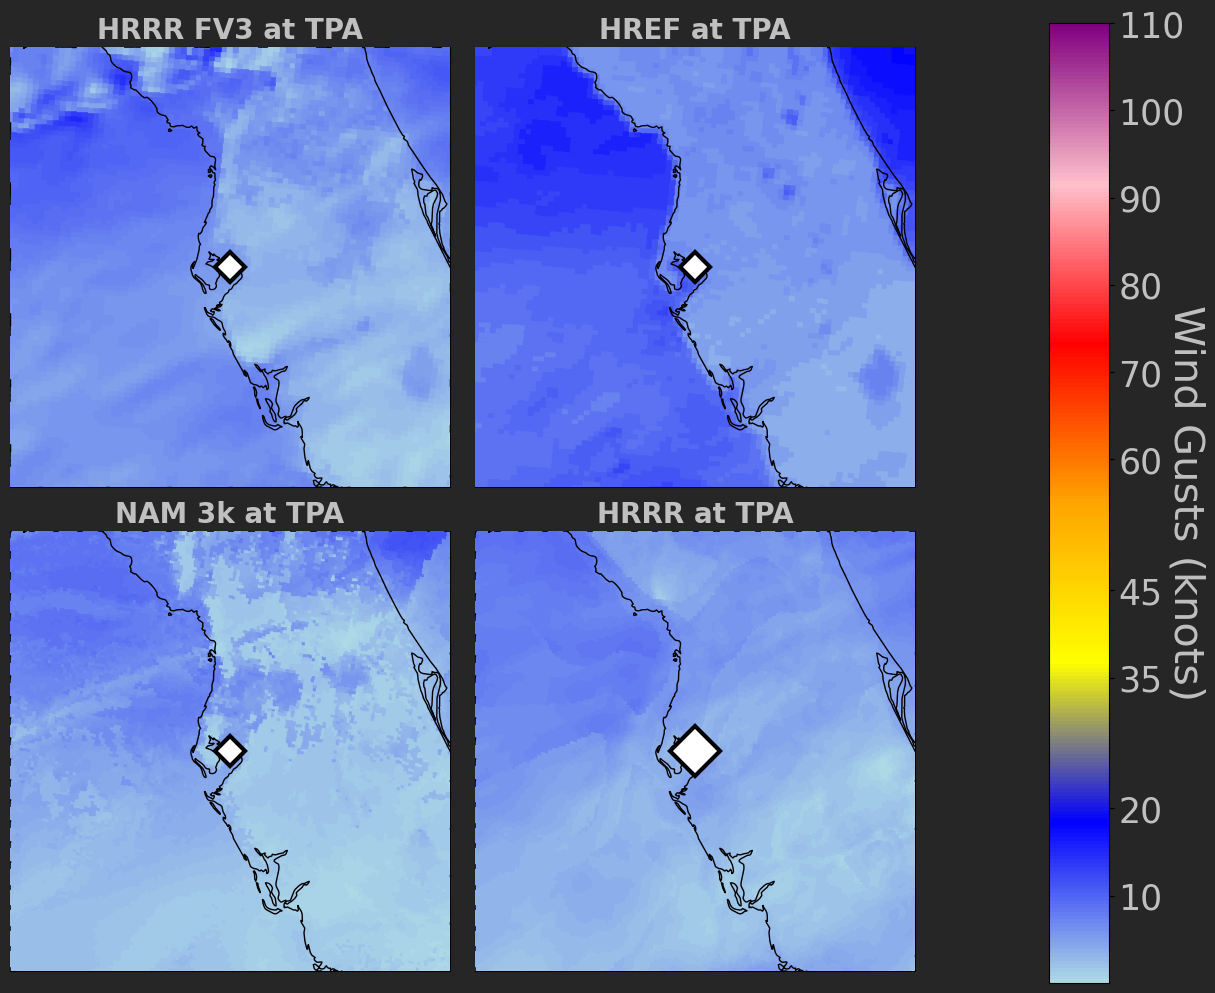 HRRR FV3 at TPA
HREF at TPA
NAM 3k at TPA
HRRR at TPA
110
100
90
80
70
60
45
35
20
10
Wind Gusts (knots)